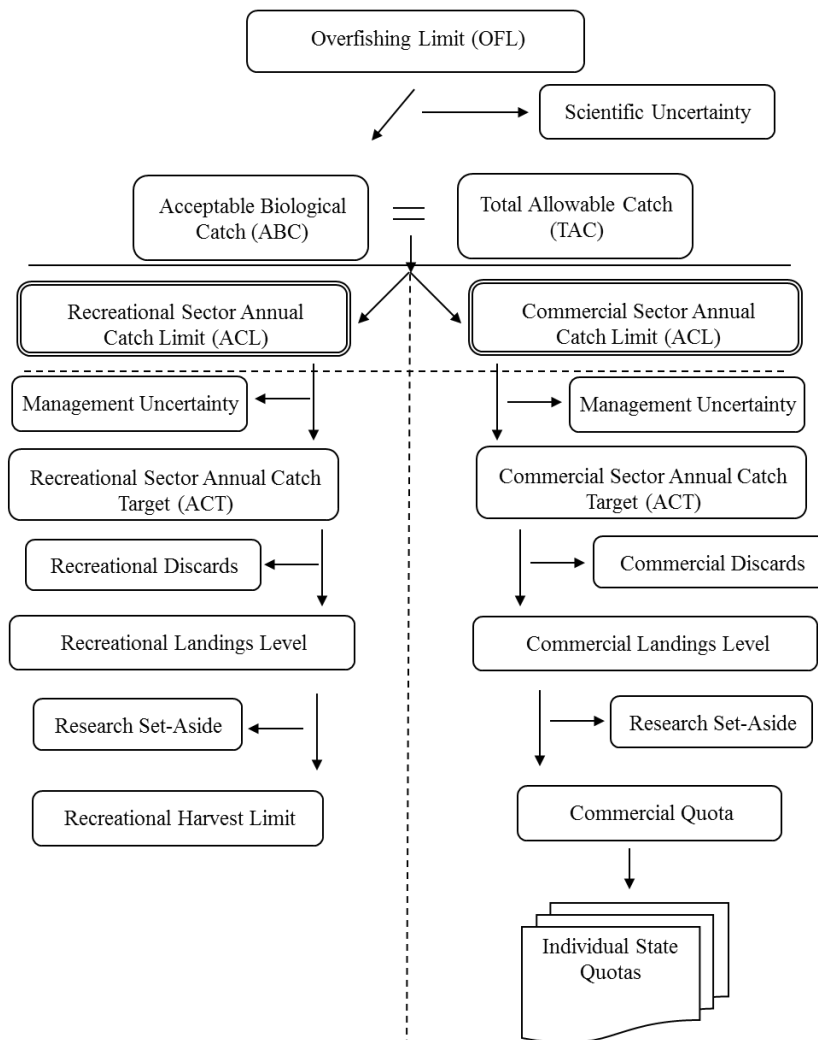 Overfishing Limit (OFL)
Scientific Uncertainty
Acceptable Biological
Catch (ABC)
Total Allowable Catch
(TAC)
Recreational Sector Annual
Catch Limit (ACL)
Commercial Sector Annual
Catch Limit (ACL)
Management Uncertainty
Management Uncertainty
Recreational Sector Annual Catch
Target (ACT)
Commercial Sector Annual Catch
Target (ACT)
Recreational Discards
Commercial Discards
Recreational Landings Level
Commercial Landings Level
Research Set-Aside
Research Set-Aside
Recreational Harvest Limit
Commercial Quota
Individual State
Quotas